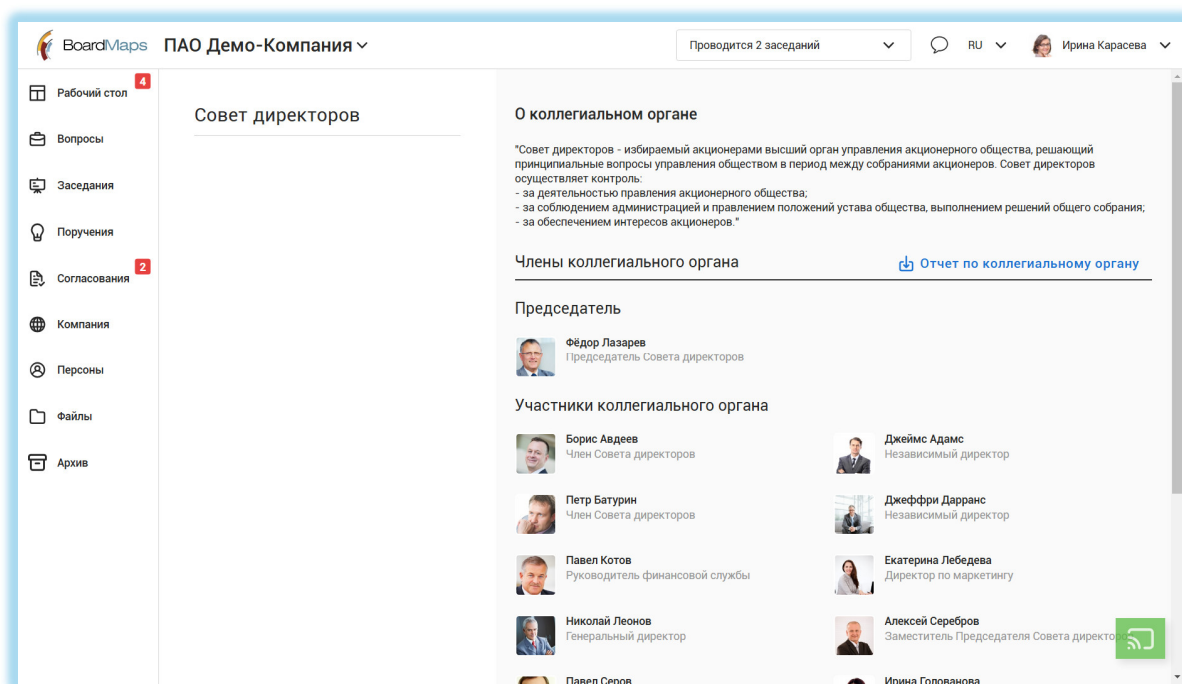 BoardMaps ПАО Демо-Компания
Проводится 2 заседаний
RU
Ирина Карасева
Рабочий стол 4
Вопросы
Заседания
Поручения
Согласования 2
Компания
Персоны
Файлы
Архив
Совет директоров
О коллегиальном органе
"Совет директоров - избираемый акционерами высший орган управления акционерного общества, решающий
принципиальные вопросы управления обществом в период между собраниями акционеров. Совет директоров
осуществляет контроль:
- за деятельностью правления акционерного общества;
- за соблюдением администрацией и правлением положений устава общества, выполнением решений общего собрания;
- за обеспечением интересов акционеров."
Члены коллегиального органа
Отчет по коллегиальному органу
Председатель
Фёдор Лазарев
Председатель Совета директоров
Участники коллегиального органа
Борис Авдеев
Член Совета директоров
Джеймс Адамс
Независимый директор
Петр Батурин
Член Совета директоров
Джеффри Дарранс
Независимый директор
Павел Котов
Руководитель финансовой службы
Екатерина Лебедева
Директор по маркетингу
Николай Леонов
Генеральный директор
Алексей Серебров
Заместитель Председателя Совета директоров
Павел Серов
Ирина Голованова